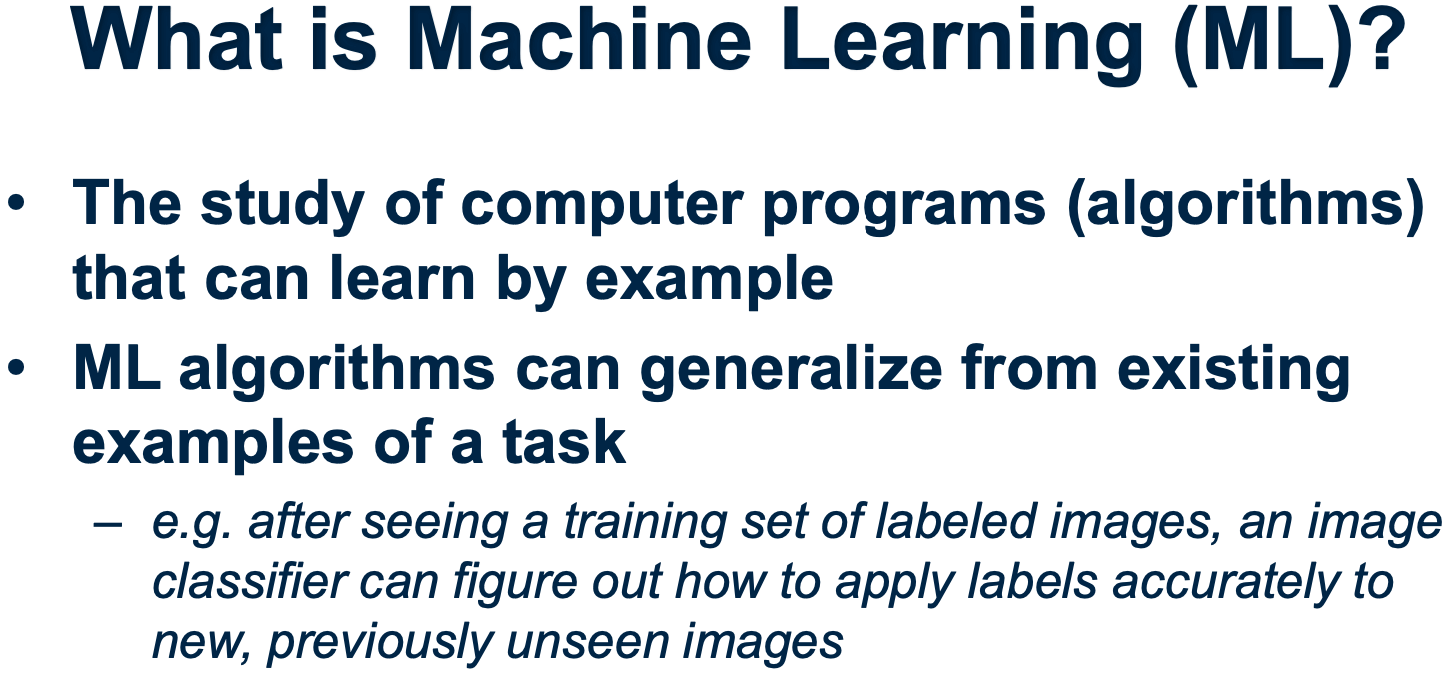 What is Machine Learning (ML)?
• The study of computer programs (algorithms)
that can learn by example
• ML algorithms can generalize from existing
examples of a task
– e.g. after seeing a training set of labeled images, an image
classifier can figure out how to apply labels accurately to
new, previously unseen images